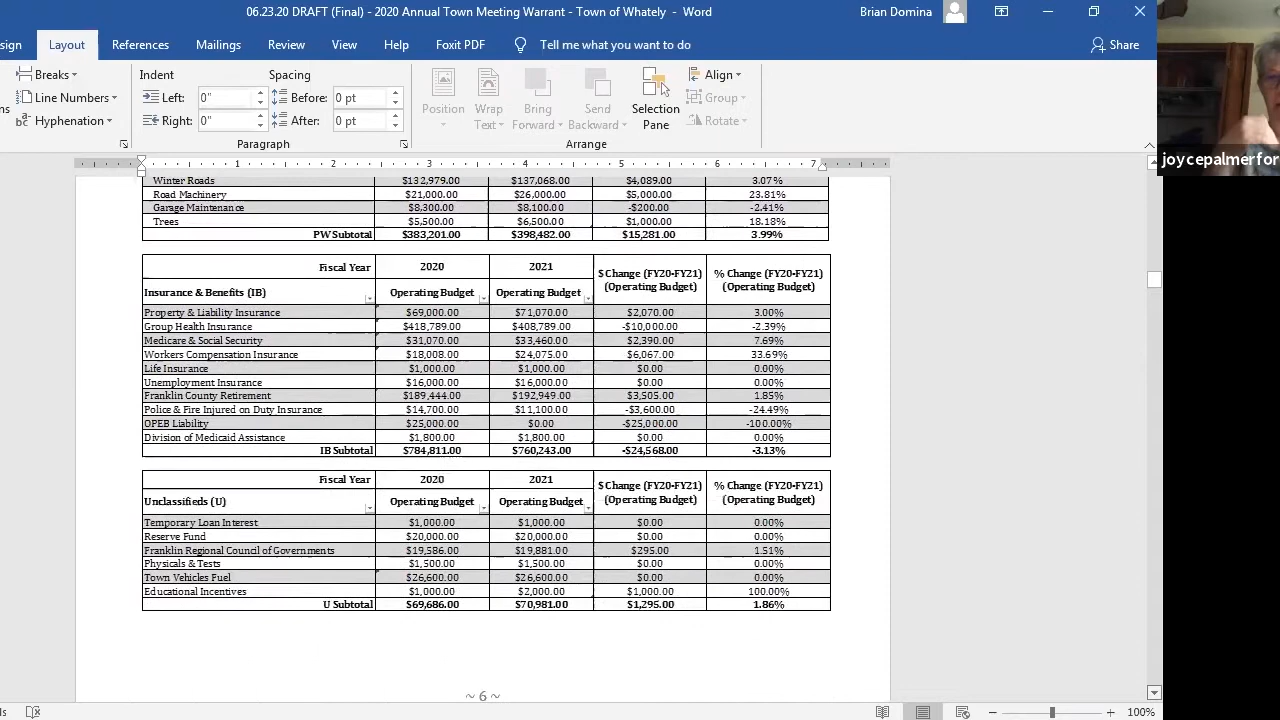 06.23.20 DRAFT (Final) - 2020 Annual Town Meeting Warrant - Town of Whately - Word Brian Domina
sign Layout References Mailings Review View Help Foxit PDF Tell me what you want to do Share
Breaks Indent Spacing Align
ns Line Numbers Left: 0" Before: 0 pt Position Wrap Bring Send Selection Group
Hyphenation Right: 0" After: 0 pt Text Forward Backward Pane Rotate
Paragraph Arrange
joycepalmerfor
1 2 3 4 5 6 7
Winter Roads $132,979.00 $137,068.00 $4,089.00 3.07%
Road Machinery $21,000.00 $26,000.00 $5,000.00 23.81%
Garage Maintenance $8,300.00 $8,100.00 -$200.00 -2.41%
Trees $5,500.00 $6,500.00 $1,000.00 18.18%
PW Subtotal $383,201.00 $398,482.00 $15,281.00 3.99%
Fiscal Year 2020 2021 $ Change (FY20-FY21) % Change (FY20-FY21)
Insurance & Benefits (IB) Operating Budget Operating Budget (Operating Budget) (Operating Budget)
Property & Liability Insurance $69,000.00 $71,070.00 $2,070.00 3.00%
Group Health Insurance $418,789.00 $408,789.00 -$10,000.00 -2.39%
Medicare & Social Security $31,070.00 $33,460.00 $2,390.00 7.69%
Workers Compensation Insurance $18,008.00 $24,075.00 $6,067.00 33.69%
Life Insurance $1,000.00 $1,000.00 $0.00 0.00%
Unemployment Insurance $16,000.00 $16,000.00 $0.00 0.00%
Franklin County Retirement $189,444.00 $192,949.00 $3,505.00 1.85%
Police & Fire Injured on Duty Insurance $14,700.00 $11,100.00 -$3,600.00 -24.49%
OPEB Liability $25,000.00 $0.00 -$25,000.00 -100.00%
Division of Medicaid Assistance $1,800.00 $1,800.00 $0.00 0.00%
IB Subtotal $784,811.00 $760,243.00 -$24,568.00 -3.13%
Fiscal Year 2020 2021 $ Change (FY20-FY21) % Change (FY20-FY21)
Unclassifieds (U) Operating Budget Operating Budget (Operating Budget) (Operating Budget)
Temporary Loan Interest $1,000.00 $1,000.00 $0.00 0.00%
Reserve Fund $20,000.00 $20,000.00 $0.00 0.00%
Franklin Regional Council of Governments $19,586.00 $19,881.00 $295.00 1.51%
Physicals & Tests $1,500.00 $1,500.00 $0.00 0.00%
Town Vehicles Fuel $26,600.00 $26,600.00 $0.00 0.00%
Educational Incentives $1,000.00 $2,000.00 $1,000.00 100.00%
U Subtotal $69,686.00 $70,981.00 $1,295.00 1.86%
~ 6 ~
ls 100%